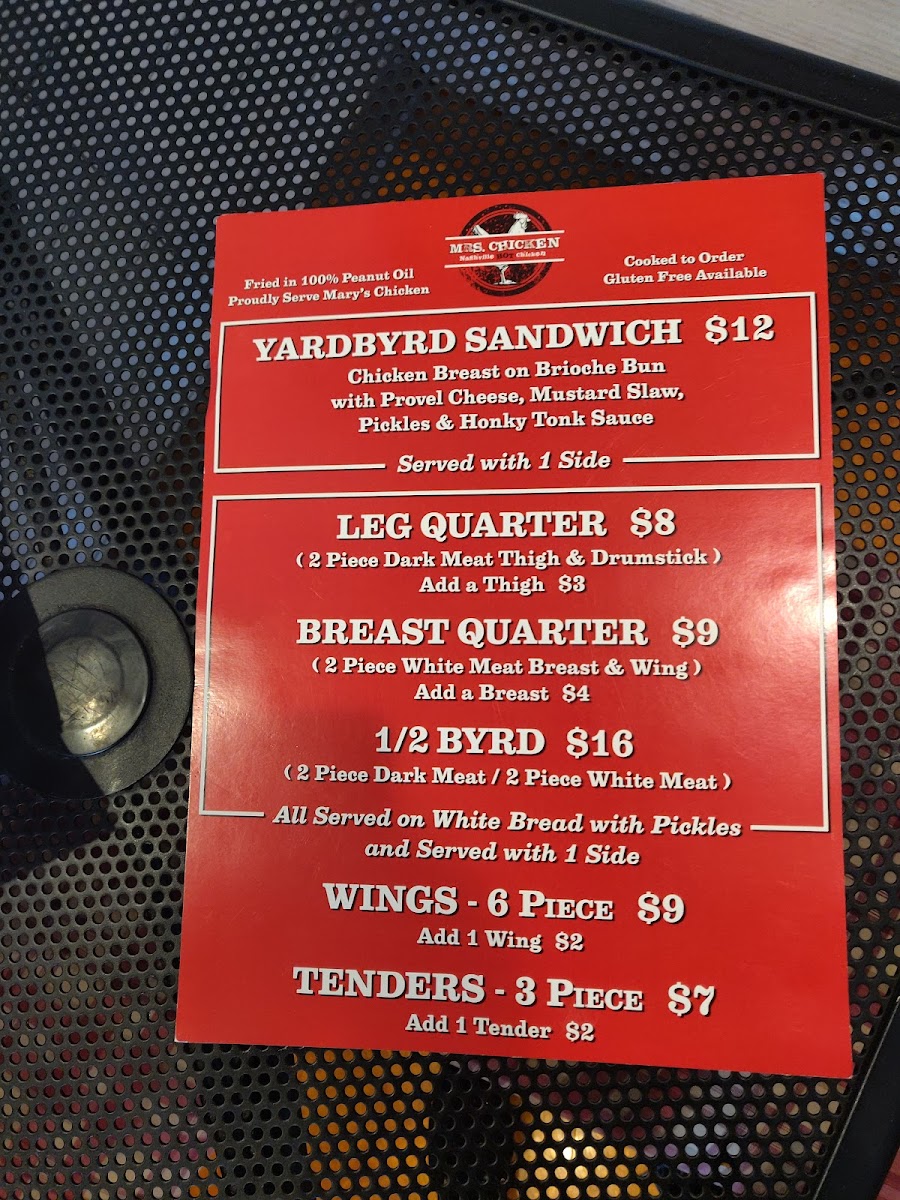 MRS. CHICKEN
Nashville HOT Chicken
Fried in 100% Peanut Oil
Proudly Serve Mary's Chicken
Cooked to Order
Gluten Free Available
YARDBYRD SANDWICH $12
Chicken Breast on Brioche Bun
with Provel Cheese, Mustard Slaw,
Pickles & Honky Tonk Sauce
Served with 1 Side
LEG QUARTER $8
( 2 Piece Dark Meat Thigh & Drumstick )
Add a Thigh $3
BREAST QUARTER $9
( 2 Piece White Meat Breast & Wing )
Add a Breast $4
1/2 BYRD $16
( 2 Piece Dark Meat / 2 Piece White Meat )
All Served on White Bread with Pickles
and Served with 1 Side
WINGS - 6 PIECE $9
Add 1 Wing $2
TENDERS - 3 PIECE $7
Add 1 Tender $2